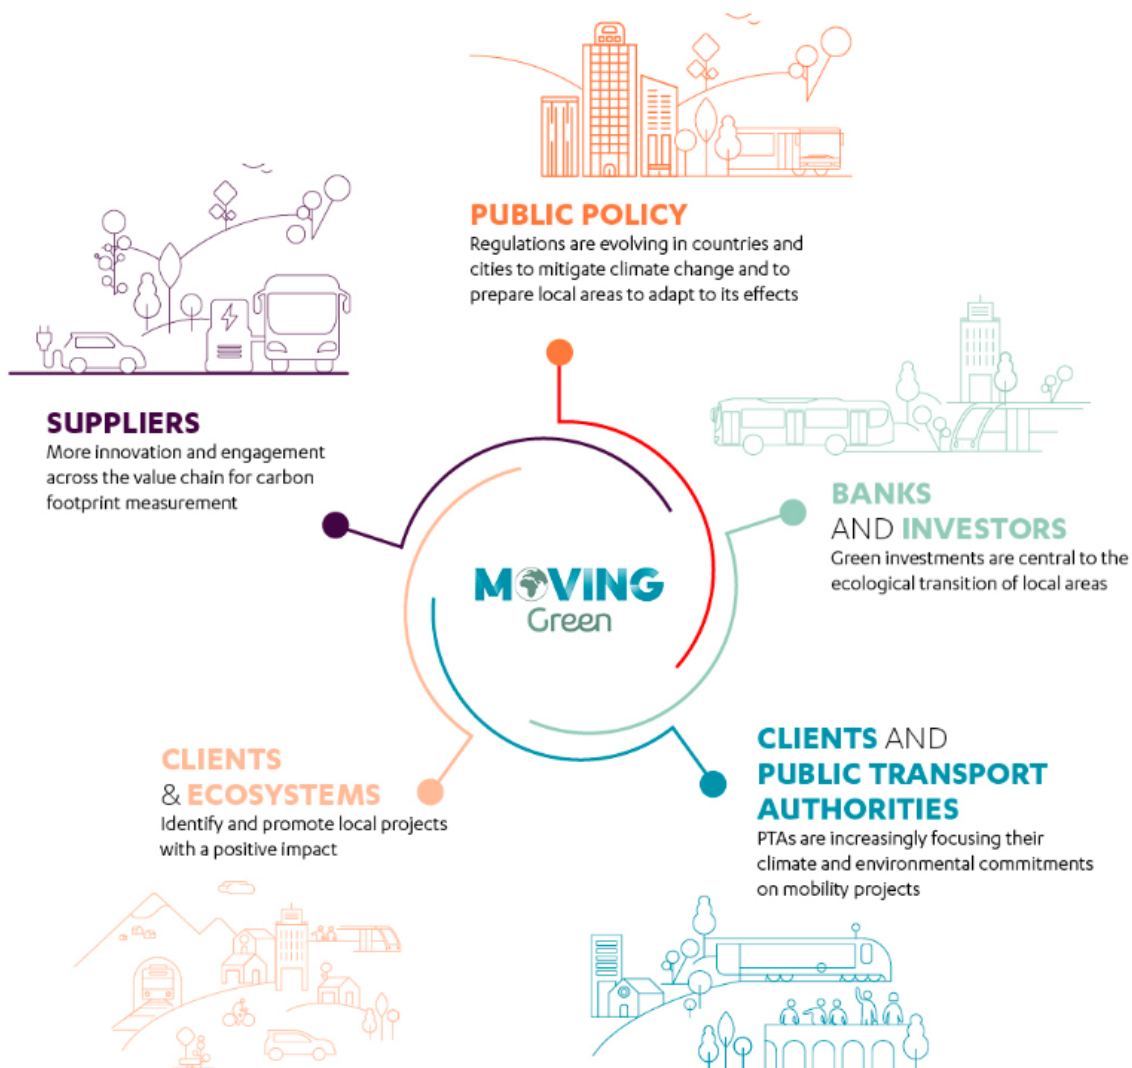 PUBLIC POLICY
Regulations are evolving in countries and
cities to mitigate climate change and to
prepare local areas to adapt to its effects
SUPPLIERS
More innovation and engagement
across the value chain for carbon
footprint measurement
BANKS
AND INVESTORS
Green investments are central to the
ecological transition of local areas
MOVING
Green
CLIENTS AND
PUBLIC TRANSPORT
AUTHORITIES
PTAs are increasingly focusing their
climate and environmental commitments
on mobility projects
CLIENTS
& ECOSYSTEMS
Identify and promote local projects
with a positive impact